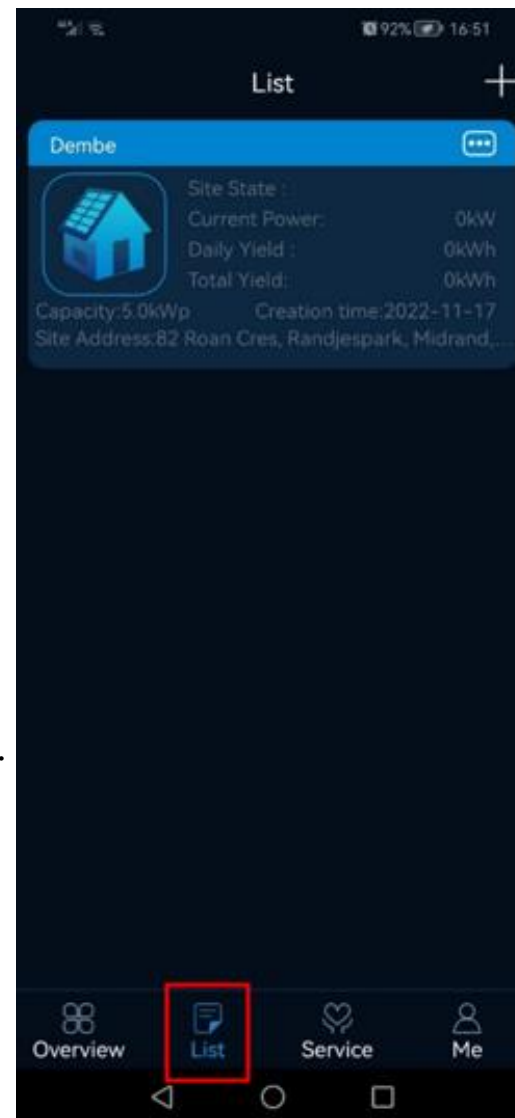 92% 16:51
List
Dembe
Site State :
Current Power: 0kW
Daily Yield : 0kWh
Total Yield: 0kWh
Capacity:5.0kWp Creation time:2022-11-17
Site Address:82 Roan Cres, Randjespark, Midrand,...
Overview List Service Me